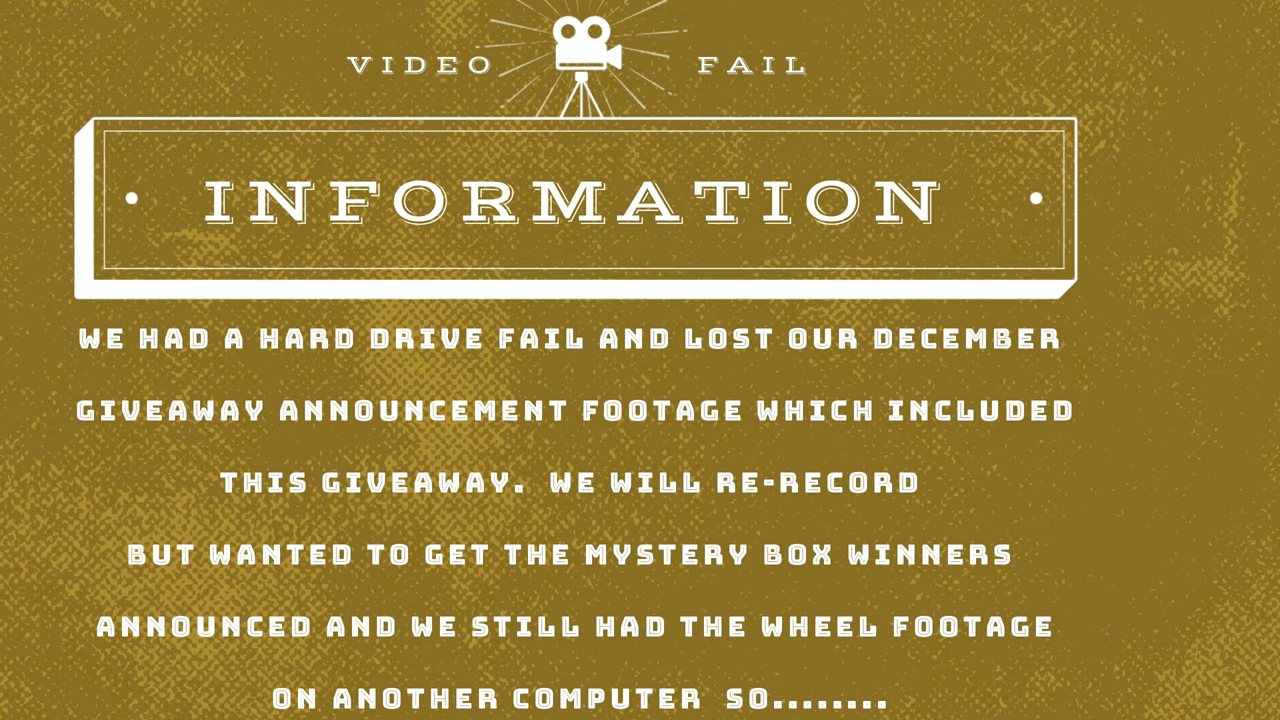 VIDEO FAIL
INFORMATION
WE HAD A HARD DRIVE FAIL AND LOST OUR DECEMBER
GIVEAWAY ANNOUNCEMENT FOOTAGE WHICH INCLUDED
THIS GIVEAWAY. WE WILL RE-RECORD
BUT WANTED TO GET THE MYSTERY BOX WINNERS
ANNOUNCED AND WE STILL HAD THE WHEEL FOOTAGE
ON ANOTHER COMPUTER SO........